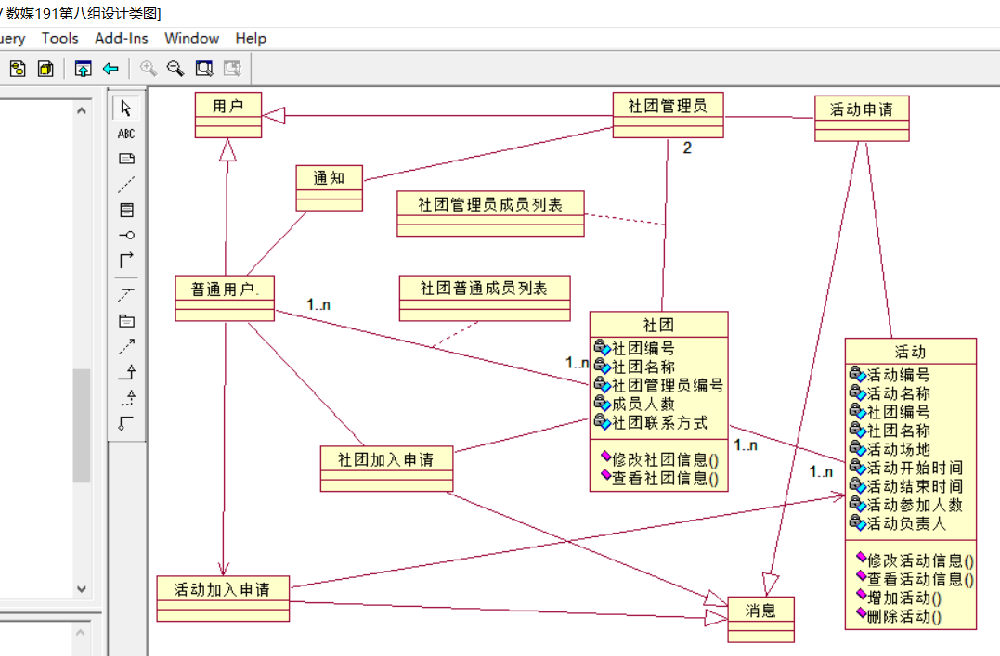 数媒191第八组设计类图]
uery Tools Add-Ins Window Help
ABC
用户
社团管理员
活动申请
2
通知
社团管理员成员列表
普通用户.
社团普通成员列表
1..n
1..n
社团
社团编号
社团名称
社团管理员编号
成员人数
社团联系方式
修改社团信息()
查看社团信息()
活动
活动编号
活动名称
社团编号
社团名称
活动场地
活动开始时间
活动结束时间
活动参加人数
活动负责人
修改活动信息()
查看活动信息()
增加活动()
删除活动()
1..n
1..n
社团加入申请
活动加入申请
消息